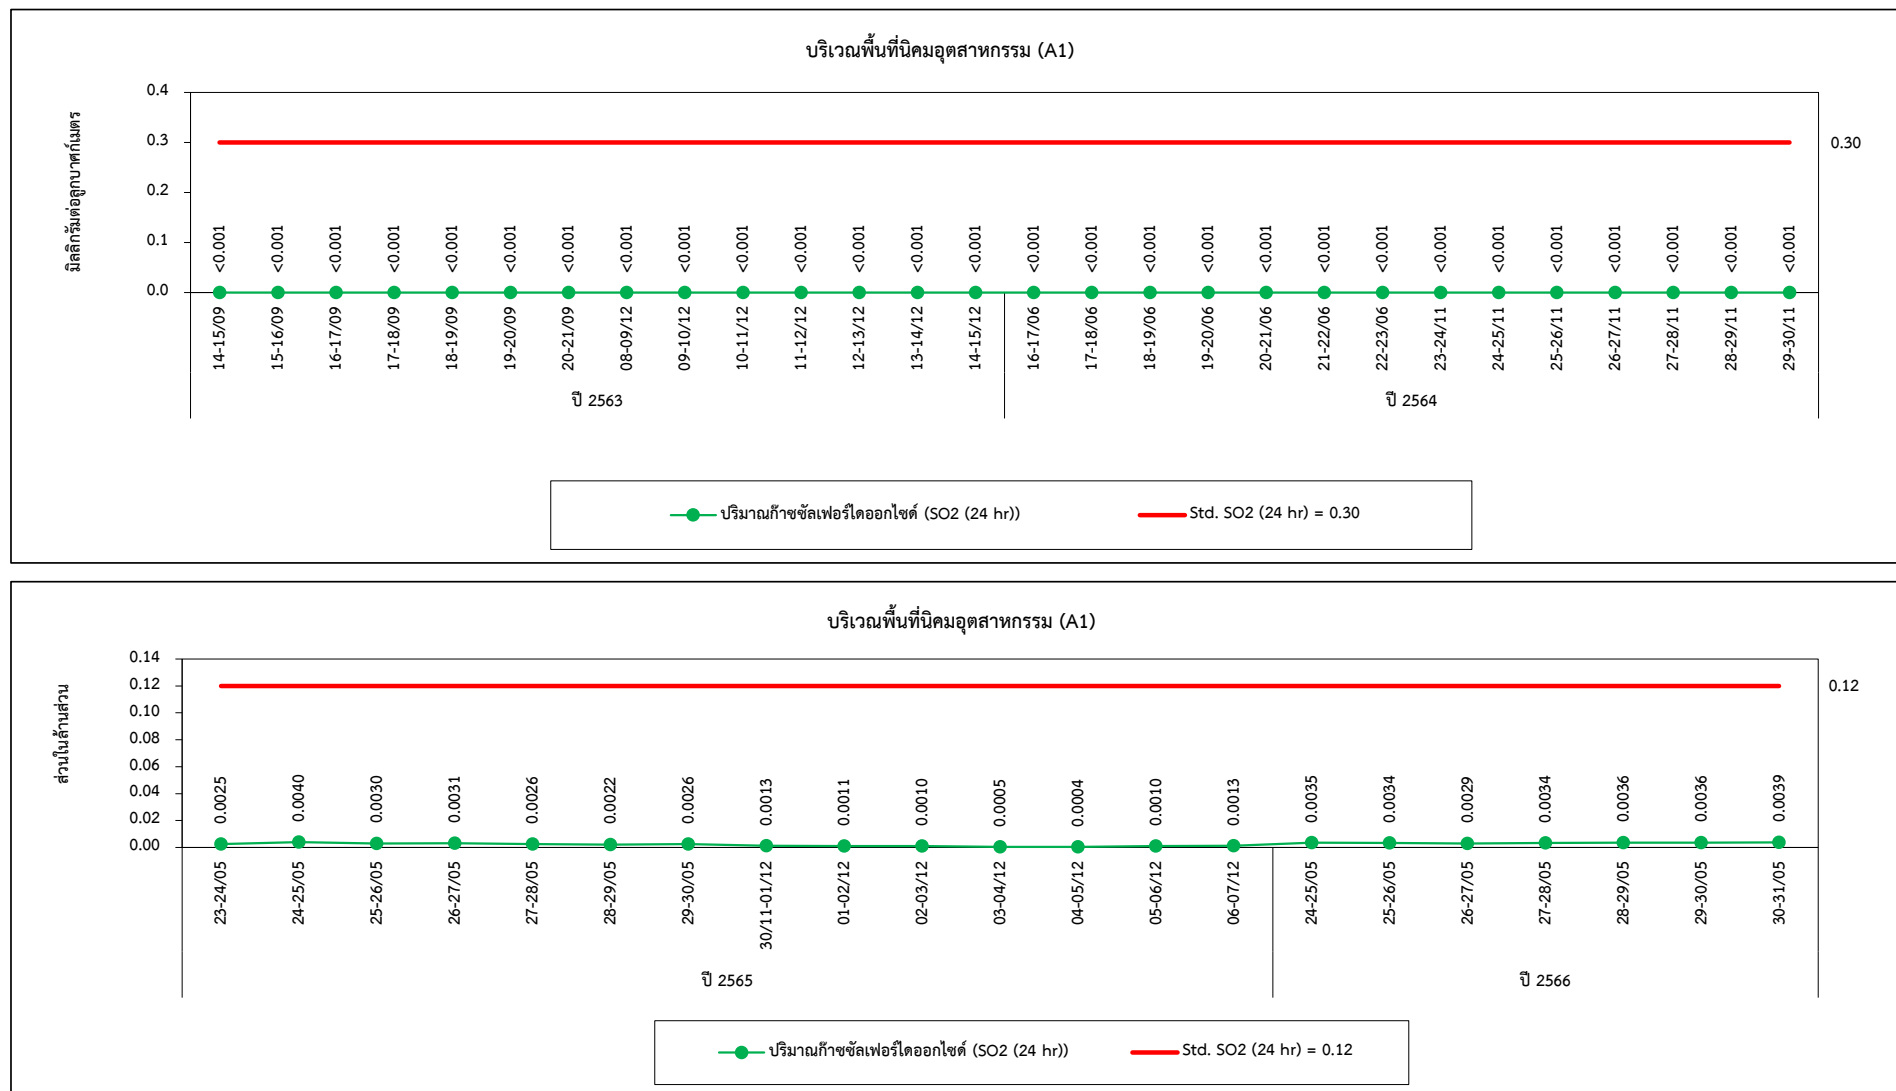 บริเวณพื้นที่นิคมอุตสาหกรรม (A1)
มิลลิกรัมต่อลูกบาศก์เมตร
0.4
0.3
0.2
0.1
0.0
0.30
<0.001 <0.001 <0.001 <0.001 <0.001 <0.001 <0.001 <0.001 <0.001 <0.001 <0.001 <0.001 <0.001 <0.001 <0.001 <0.001 <0.001 <0.001 <0.001 <0.001 <0.001 <0.001 <0.001 <0.001 <0.001 <0.001 <0.001 <0.001
14-15/09 15-16/09 16-17/09 17-18/09 18-19/09 19-20/09 20-21/09 08-09/12 09-10/12 10-11/12 11-12/12 12-13/12 13-14/12 14-15/12 16-17/06 17-18/06 18-19/06 19-20/06 20-21/06 21-22/06 22-23/06 23-24/11 24-25/11 25-26/11 26-27/11 27-28/11 28-29/11 29-30/11
ปี 2563 ปี 2564
ปริมาณก๊าซซัลเฟอร์ไดออกไซด์ (SO2 (24 hr)) Std. SO2 (24 hr) = 0.30
บริเวณพื้นที่นิคมอุตสาหกรรม (A1)
ส่วนในล้านส่วน
0.14
0.12
0.10
0.08
0.06
0.04
0.02
0.00
0.12
0.0025 0.0040 0.0030 0.0031 0.0026 0.0022 0.0026 0.0013 0.0011 0.0010 0.0005 0.0004 0.0010 0.0013 0.0035 0.0034 0.0029 0.0034 0.0036 0.0036 0.0039
23-24/05 24-25/05 25-26/05 26-27/05 27-28/05 28-29/05 29-30/05 30/11-01/12 01-02/12 02-03/12 03-04/12 04-05/12 05-06/12 06-07/12 24-25/05 25-26/05 26-27/05 27-28/05 28-29/05 29-30/05 30-31/05
ปี 2565 ปี 2566
ปริมาณก๊าซซัลเฟอร์ไดออกไซด์ (SO2 (24 hr)) Std. SO2 (24 hr) = 0.12